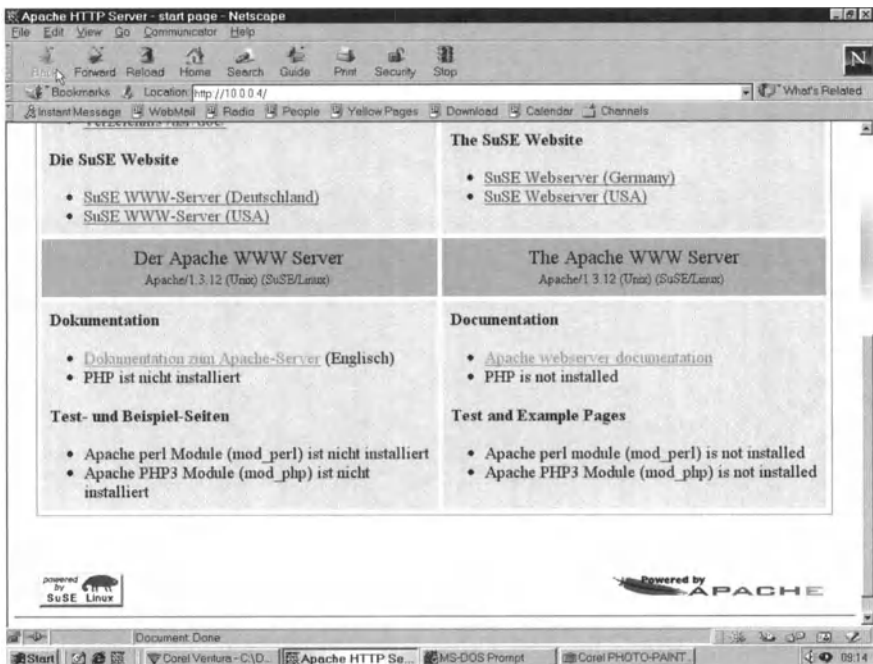 Apache HTTP Server - start page - Netscape
File Edit View Go Communicator Help
Back Forward Reload Home Search Guide Print Security Stop
N
Bookmarks Location: http://10.0.0.4/ What's Related
Instant Message WebMail Radio People Yellow Pages Download Calendar Channels
Die SuSE Website
SuSE WWW-Server (Deutschland)
SuSE WWW-Server (USA)
The SuSE Website
SuSE Webserver (Germany)
SuSE Webserver (USA)
Der Apache WWW Server
Apache/1.3.12 (Unix) (SuSE/Linux)
The Apache WWW Server
Apache/1.3.12 (Unix) (SuSE/Linux)
Dokumentation
Dokumentation zum Apache-Server (Englisch)
PHP ist nicht installiert
Test- und Beispiel-Seiten
Apache perl Module (mod_perl) ist nicht installiert
Apache PHP3 Module (mod_php) ist nicht
installiert
Documentation
Apache webserver documentation
PHP is not installed
Test and Example Pages
Apache perl module (mod_perl) is not installed
Apache PHP3 Module (mod_php) is not installed
powered
by
SuSE Linux
Powered by
APACHE
Document Done
Start Corel Ventura - C:\D... Apache HTTP Se... MS-DOS Prompt Corel PHOTO-PAINT... 09:14